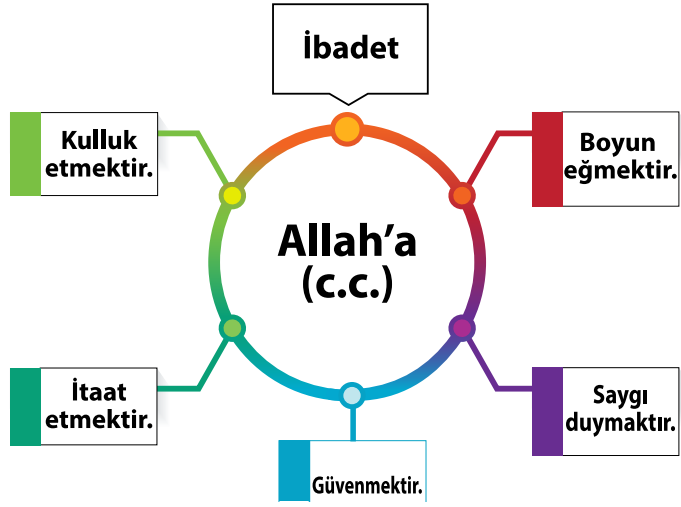 İbadet
Kulluk
etmektir.
Boyun
eğmektir.
Allah'a
(c.c.)
İtaat
etmektir.
Saygı
duymaktır.
Güvenmektir.